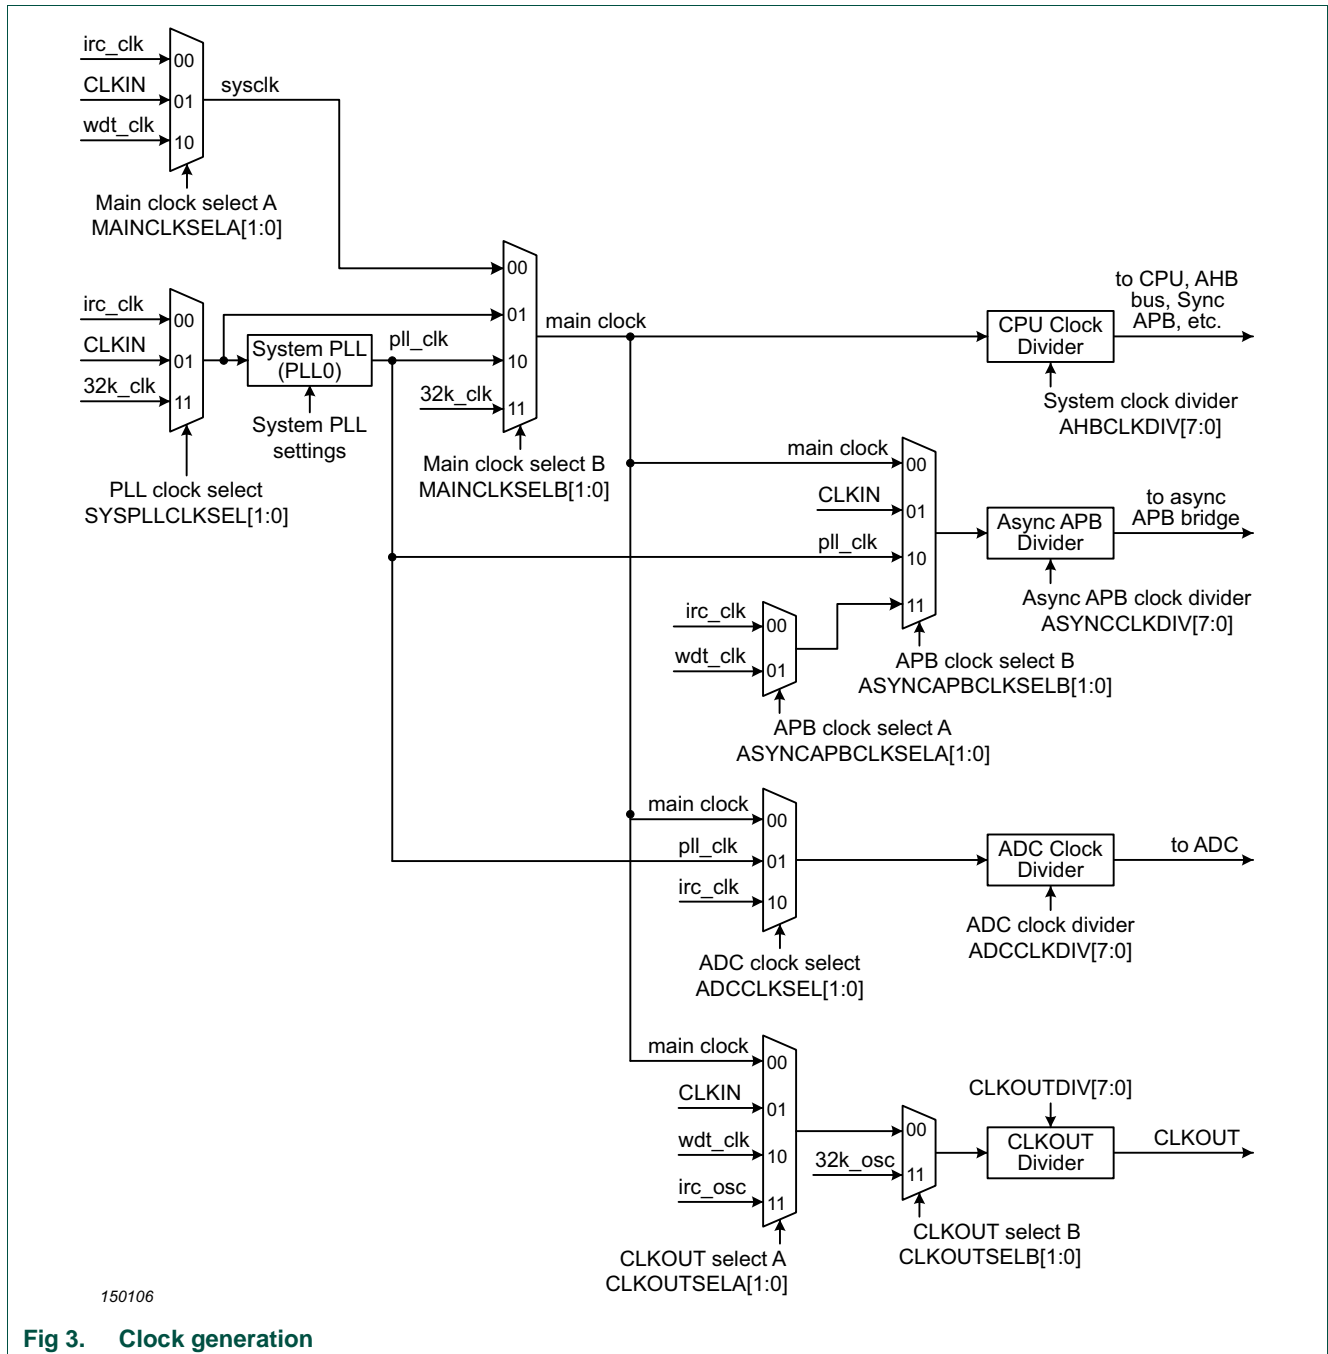 irc_clk
00
CLKIN
01
sysclk
wdt_clk
10
Main clock select A
MAINCLKSELA[1:0]
irc_clk
00
CLKIN
01
32k_clk
11
System PLL
(PLL0)
System PLL
settings
PLL clock select
SYSPLLCLKSEL[1:0]
pll_clk
00
01
10
32k_clk
11
Main clock select B
MAINCLKSELB[1:0]
main clock
CPU Clock
Divider
to CPU, AHB
bus, Sync
APB, etc.
System clock divider
AHBCLKDIV[7:0]
main clock
00
CLKIN
01
pll_clk
10
11
irc_clk
00
wdt_clk
01
APB clock select A
ASYNCAPBCLKSELA[1:0]
APB clock select B
ASYNCAPBCLKSELB[1:0]
Async APB
Divider
to async
APB bridge
Async APB clock divider
ASYNCCLKDIV[7:0]
main clock
00
pll_clk
01
irc_clk
10
ADC clock select
ADCCLKSEL[1:0]
ADC Clock
Divider
to ADC
ADC clock divider
ADCCLKDIV[7:0]
main clock
00
CLKIN
01
wdt_clk
10
irc_osc
11
CLKOUT select A
CLKOUTSELA[1:0]
00
32k_osc
11
CLKOUT select B
CLKOUTSELB[1:0]
CLKOUTDIV[7:0]
CLKOUT
Divider
CLKOUT
150106
Fig 3. Clock generation